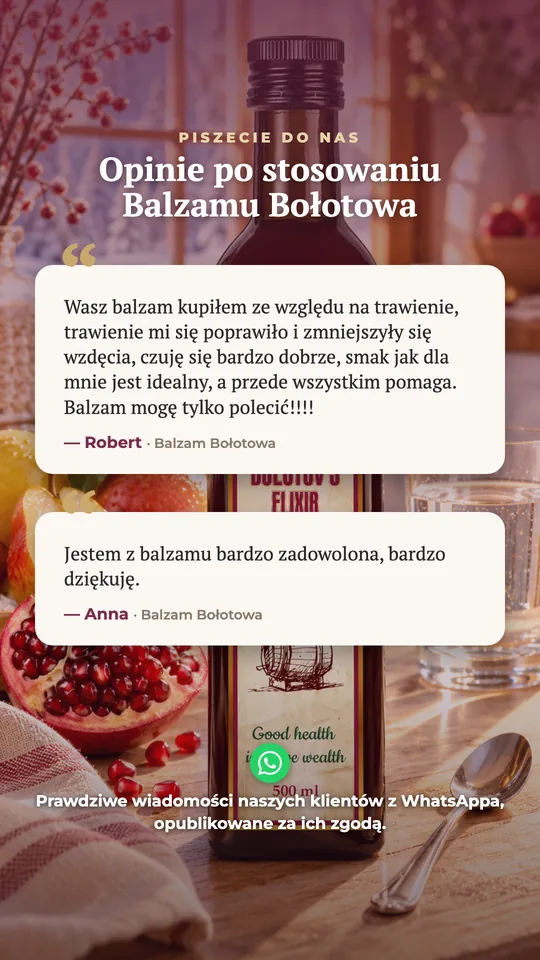 PISZECIE DO NAS
Opinie po stosowaniu
Balzamu Bołotowa
“
Wasz balzam kupiłem ze względu na trawienie,
trawienie mi się poprawiło i zmniejszyły się
wzdęcia, czuję się bardzo dobrze, smak jak dla
mnie jest idealny, a przede wszystkim pomaga.
Balzam mogę tylko polecić!!!!
— Robert · Balzam Bołotowa
BOLOTOV'S
ELIXIR
Jestem z balzamu bardzo zadowolona, bardzo
dziękuję.
— Anna · Balzam Bołotowa
Good health
wealth
500 ml
Prawdziwe wiadomości naszych klientów z WhatsAppa,
opublikowane za ich zgodą.